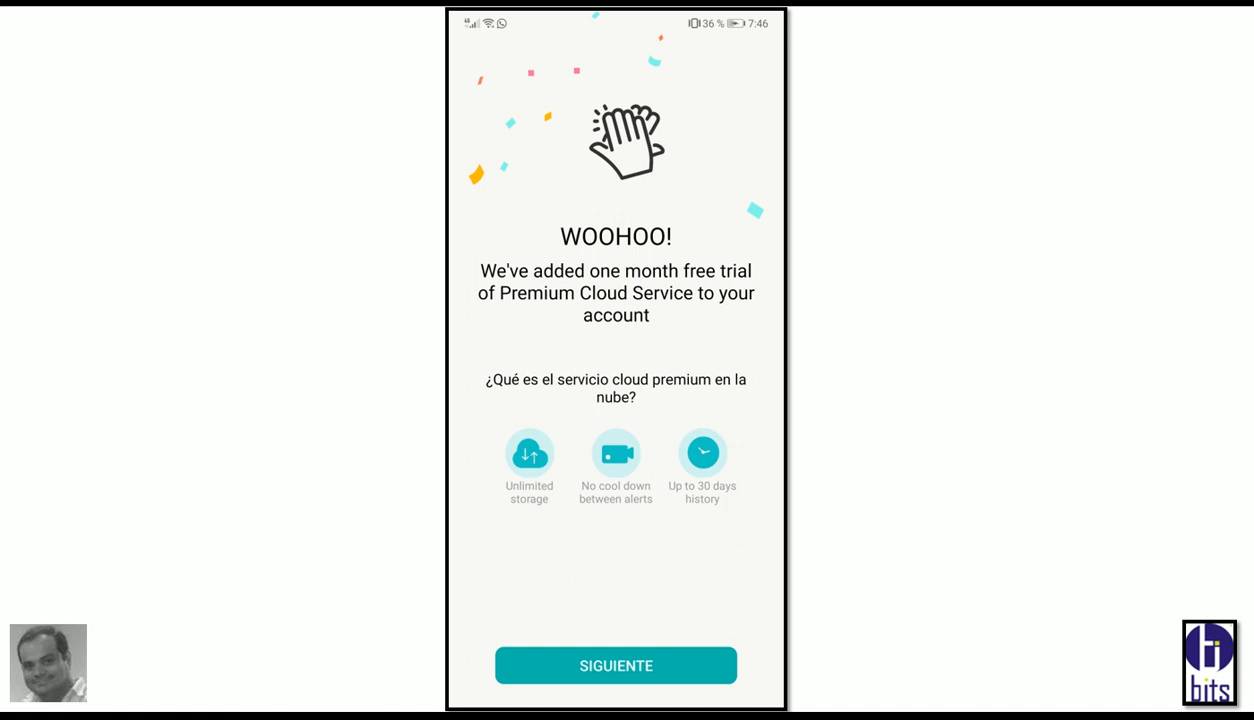 36 % 7:46
WOOHOO!
We've added one month free trial
of Premium Cloud Service to your
account
¿Qué es el servicio cloud premium en la
nube?
Unlimited
storage
No cool down
between alerts
Up to 30 days
history
SIGUIENTE
bits